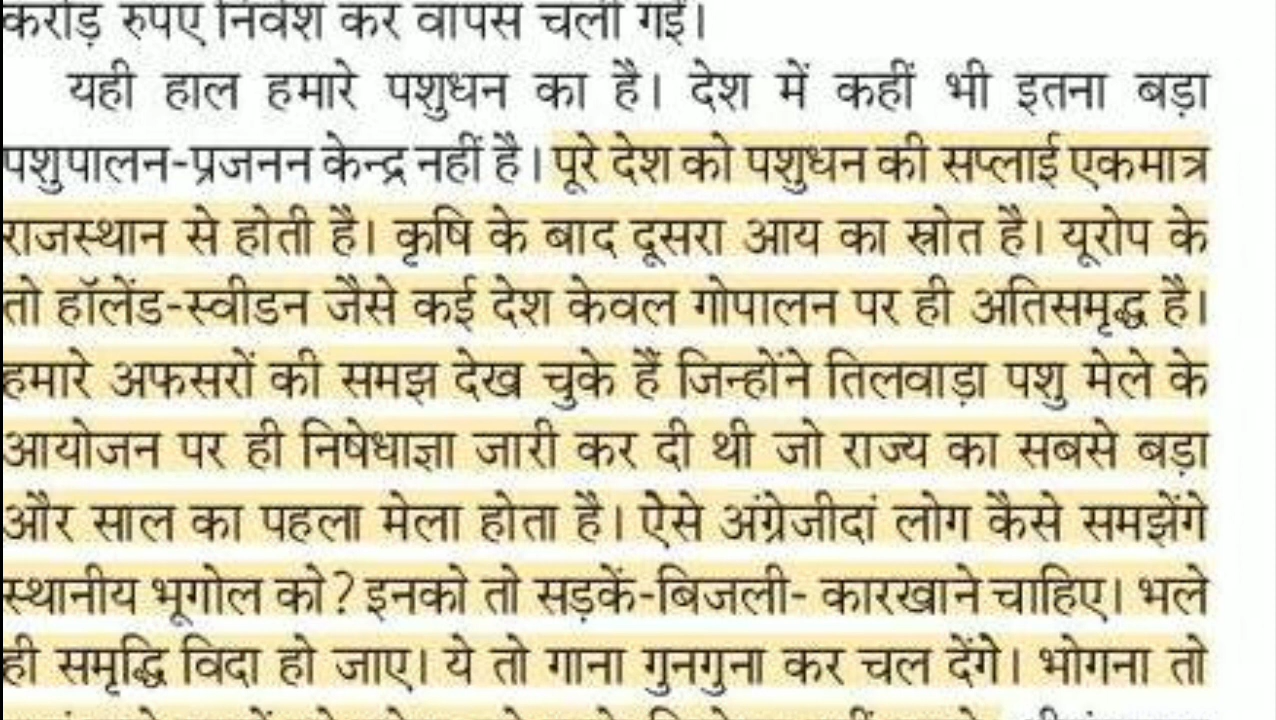 करोड़ रुपए निवेश कर वापस चली गई।
यही हाल हमारे पशुधन का है। देश में कहीं भी इतना बड़ा
पशुपालन-प्रजनन केन्द्र नहीं है। पूरे देश को पशुधन की सप्लाई एकमात्र
राजस्थान से होती है। कृषि के बाद दूसरा आय का स्रोत है। यूरोप के
तो हॉलेंड-स्वीडन जैसे कई देश केवल गोपालन पर ही अतिसमृद्ध है।
हमारे अफसरों की समझ देख चुके हैं जिन्होंने तिलवाड़ा पशु मेले के
आयोजन पर ही निषेधाज्ञा जारी कर दी थी जो राज्य का सबसे बड़ा
और साल का पहला मेला होता है। ऐसे अंग्रेजीदां लोग कैसे समझेंगे
स्थानीय भूगोल को? इनको तो सड़कें-बिजली- कारखाने चाहिए। भले
ही समृद्धि विदा हो जाए। ये तो गाना गुनगुना कर चल देंगे। भोगना तो